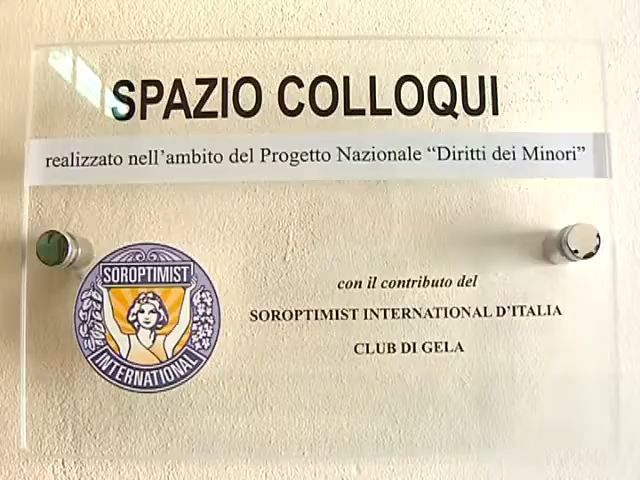 SPAZIO COLLOQUI
realizzato nell'ambito del Progetto Nazionale “Diritti dei Minori”
SOROPTIMIST
INTERNATIONAL
con il contributo del
SOROPTIMIST INTERNATIONAL D'ITALIA
CLUB DI GELA